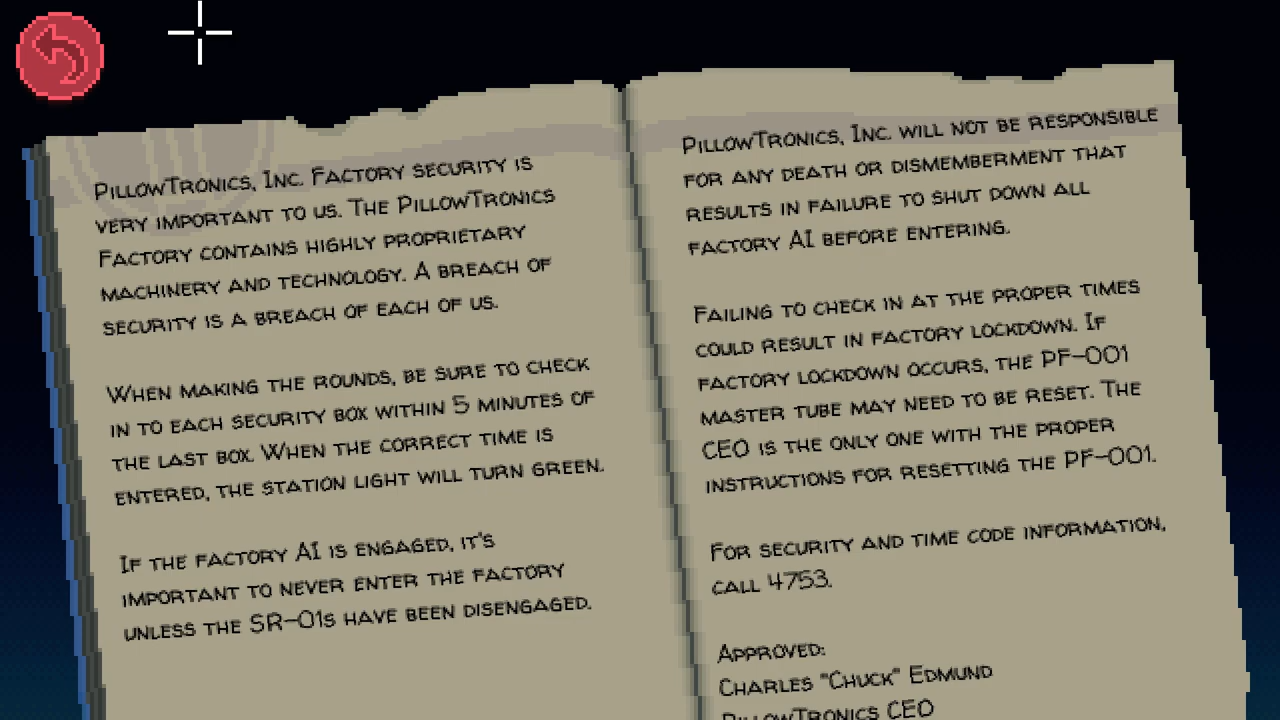 PillowTronics, Inc. Factory security is
very important to us. The PillowTronics
Factory contains highly proprietary
machinery and technology. A breach of
security is a breach of each of us.
When making the rounds, be sure to check
in to each security box within 5 minutes of
the last box. When the correct time is
entered, the station light will turn green.
If the factory AI is engaged, it's
important to never enter the factory
unless the SR-01s have been disengaged.
PillowTronics, Inc. will not be responsible
for any death or dismemberment that
results in failure to shut down all
factory AI before entering.
Failing to check in at the proper times
could result in factory lockdown. If
factory lockdown occurs, the PF-001
master tube may need to be reset. The
CEO is the only one with the proper
instructions for resetting the PF-001.
For security and time code information,
call 4753.
Approved:
Charles "Chuck" Edmund
PillowTronics CEO